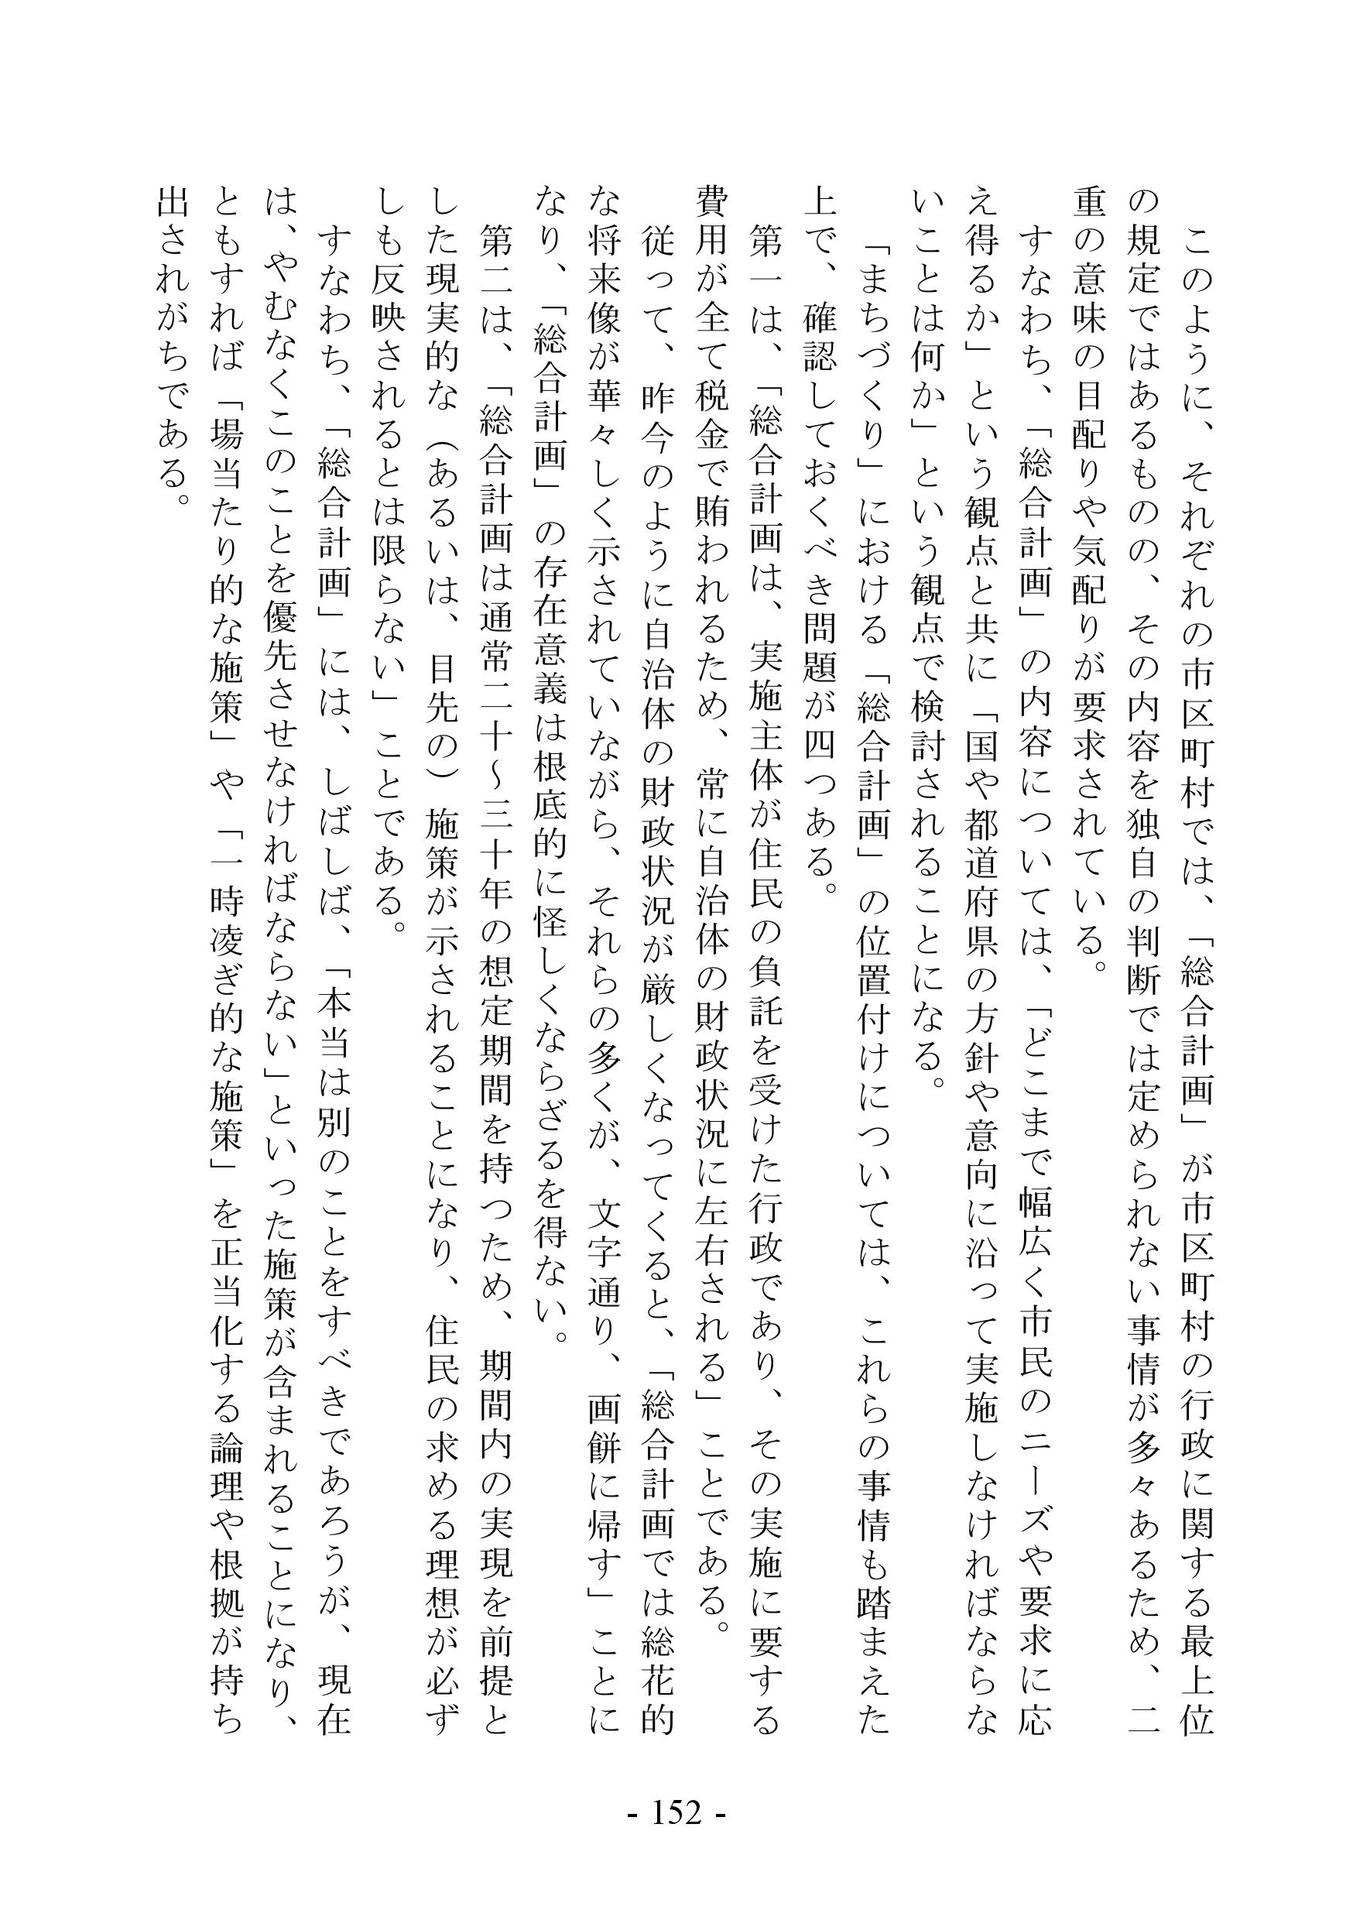 このように、それぞれの市区町村では、「総合計画」が市区町村の行政に関する最上位
の規定ではあるものの、その内容を独自の判断では定められない事情が多々あるため、二
重の意味の目配りや気配りが要求されている。
　すなわち、「総合計画」の内容については、「どこまで幅広く市民のニーズや要求に応
え得るか」という観点と共に「国や都道府県の方針や意向に沿って実施しなければならな
いことは何か」という観点で検討されることになる。
　「まちづくり」における「総合計画」の位置付けについては、これらの事情も踏まえた
上で、確認しておくべき問題が四つある。
　第一は、「総合計画は、実施主体が住民の負託を受けた行政であり、その実施に要する
費用が全て税金で賄われるため、常に自治体の財政状況に左右される」ことである。
　従って、昨今のように自治体の財政状況が厳しくなってくると、「総合計画では総花的
な将来像が華々しく示されていながら、それらの多くが、文字通り、画餅に帰す」ことに
なり、「総合計画」の存在意義は根底的に怪しくならざるを得ない。
　第二は、「総合計画は通常二十～三十年の想定期間を持つため、期間内の実現を前提と
した現実的な（あるいは、目先の）施策が示されることになり、住民の求める理想が必ず
しも反映されるとは限らない」ことである。
　すなわち、「総合計画」には、しばしば、「本当は別のことをすべきであろうが、現在
は、やむなくこのことを優先させなければならない」といった施策が含まれることになり、
ともすれば「場当たり的な施策」や「一時凌ぎ的な施策」を正当化する論理や根拠が持ち
出されがちである。
- 152 -